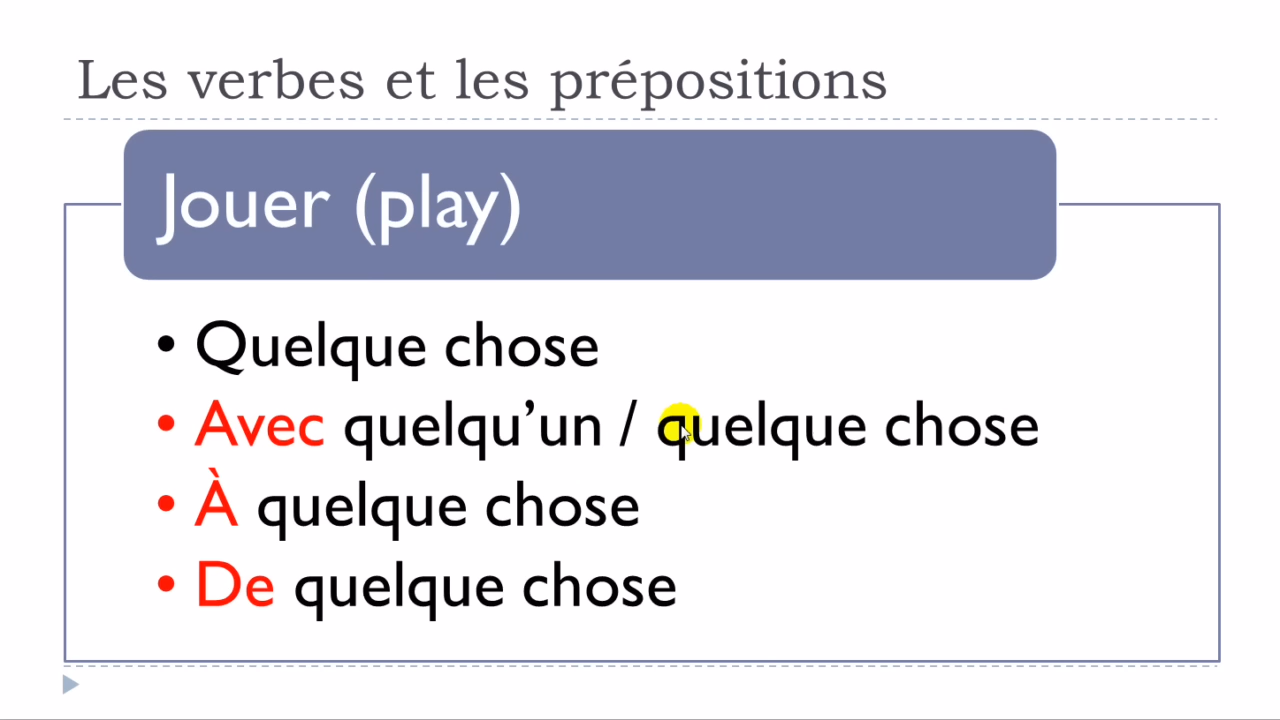 Les verbes et les prépositions
Jouer (play)
• Quelque chose
• Avec quelqu’un / quelque chose
• À quelque chose
• De quelque chose